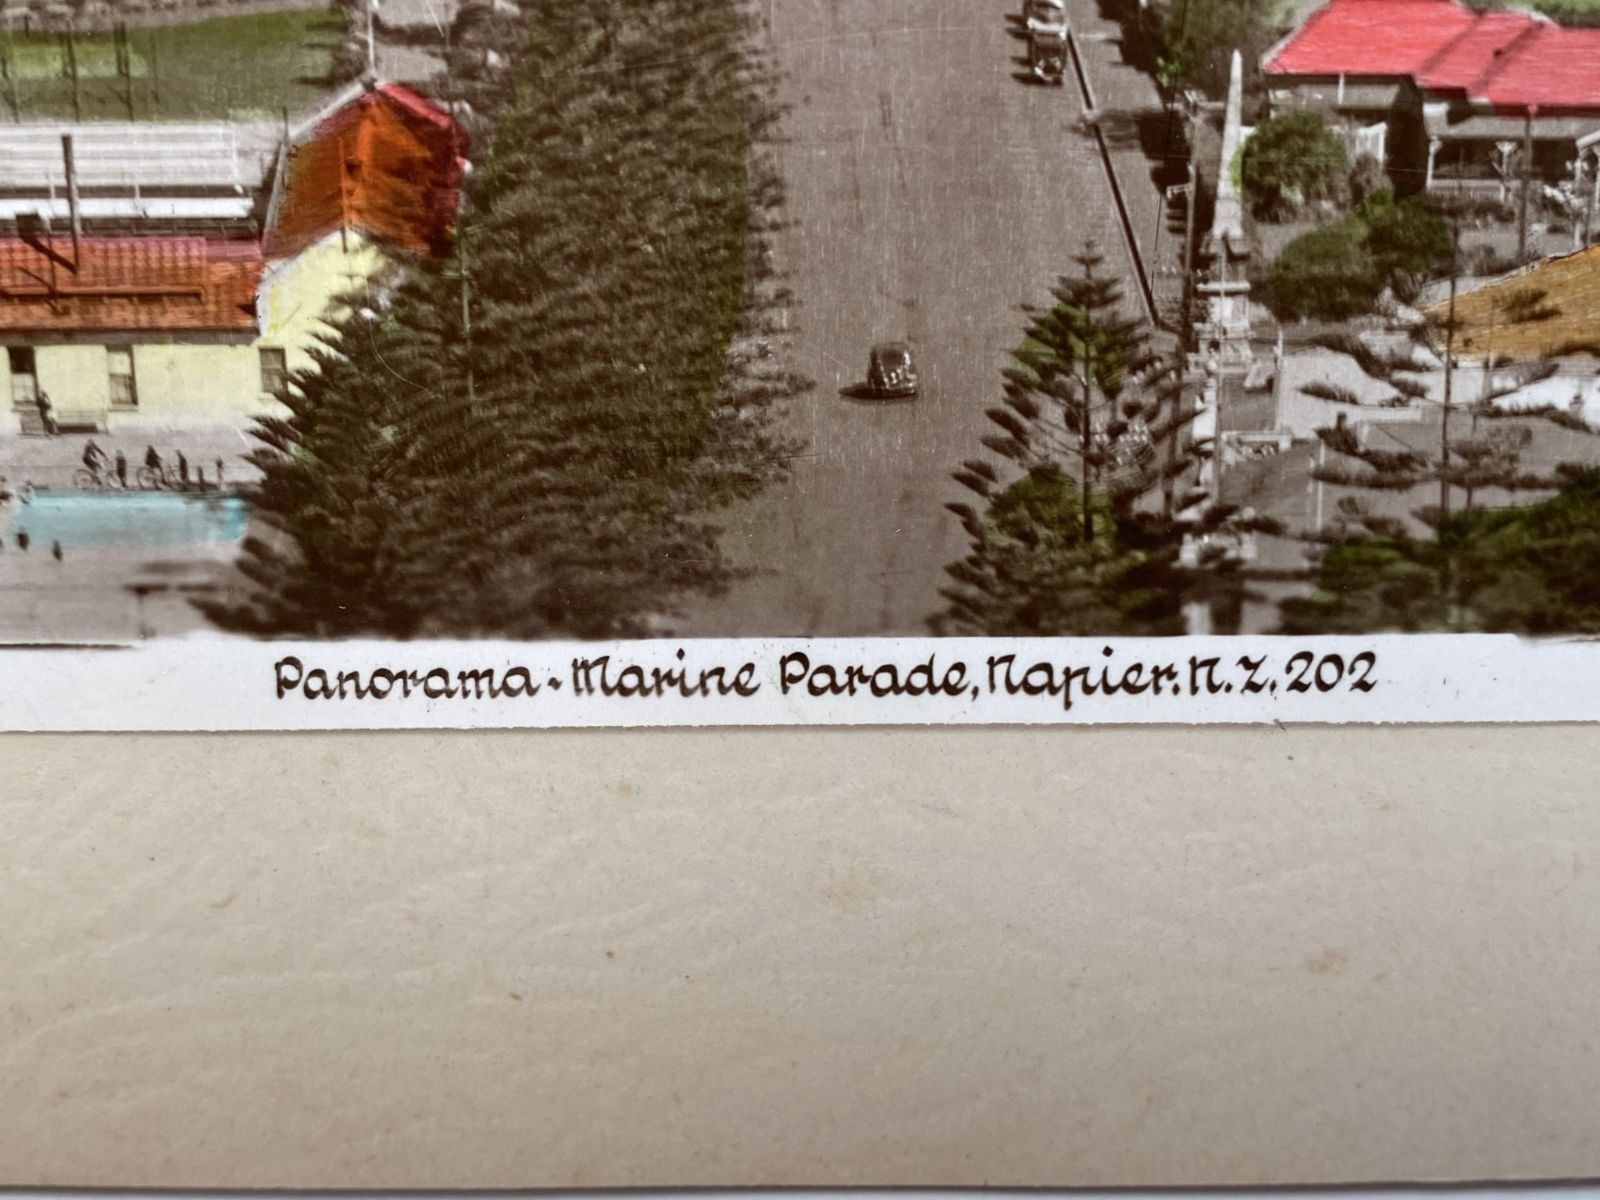 Panorama - Marine Parade, Napier. N.Z. 202